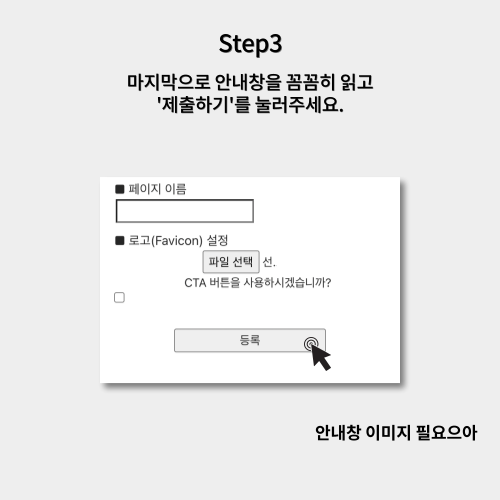 Step3
마지막으로 안내창을 꼼꼼히 읽고
'제출하기'를 눌러주세요.
■ 페이지 이름
■ 로고(Favicon) 설정
파일 선택 선.
CTA 버튼을 사용하시겠습니까?
등록
안내창 이미지 필요으아